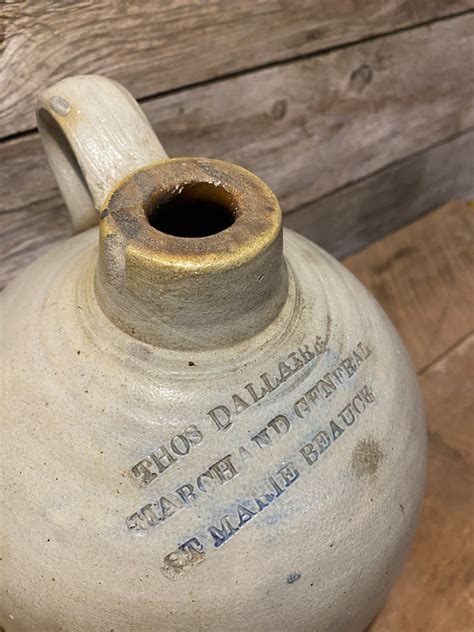 THOS DALLAIRE
MARCHAND GENERAL
ST MARIE BEAUCE